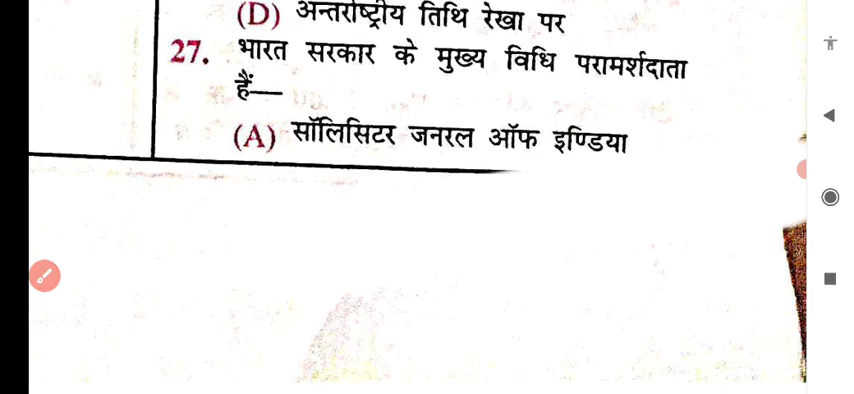 (D) अन्तर्राष्ट्रीय तिथि रेखा पर
27. भारत सरकार के मुख्य विधि परामर्शदाता
हैं—
(A) सॉलिसिटर जनरल ऑफ इण्डिया